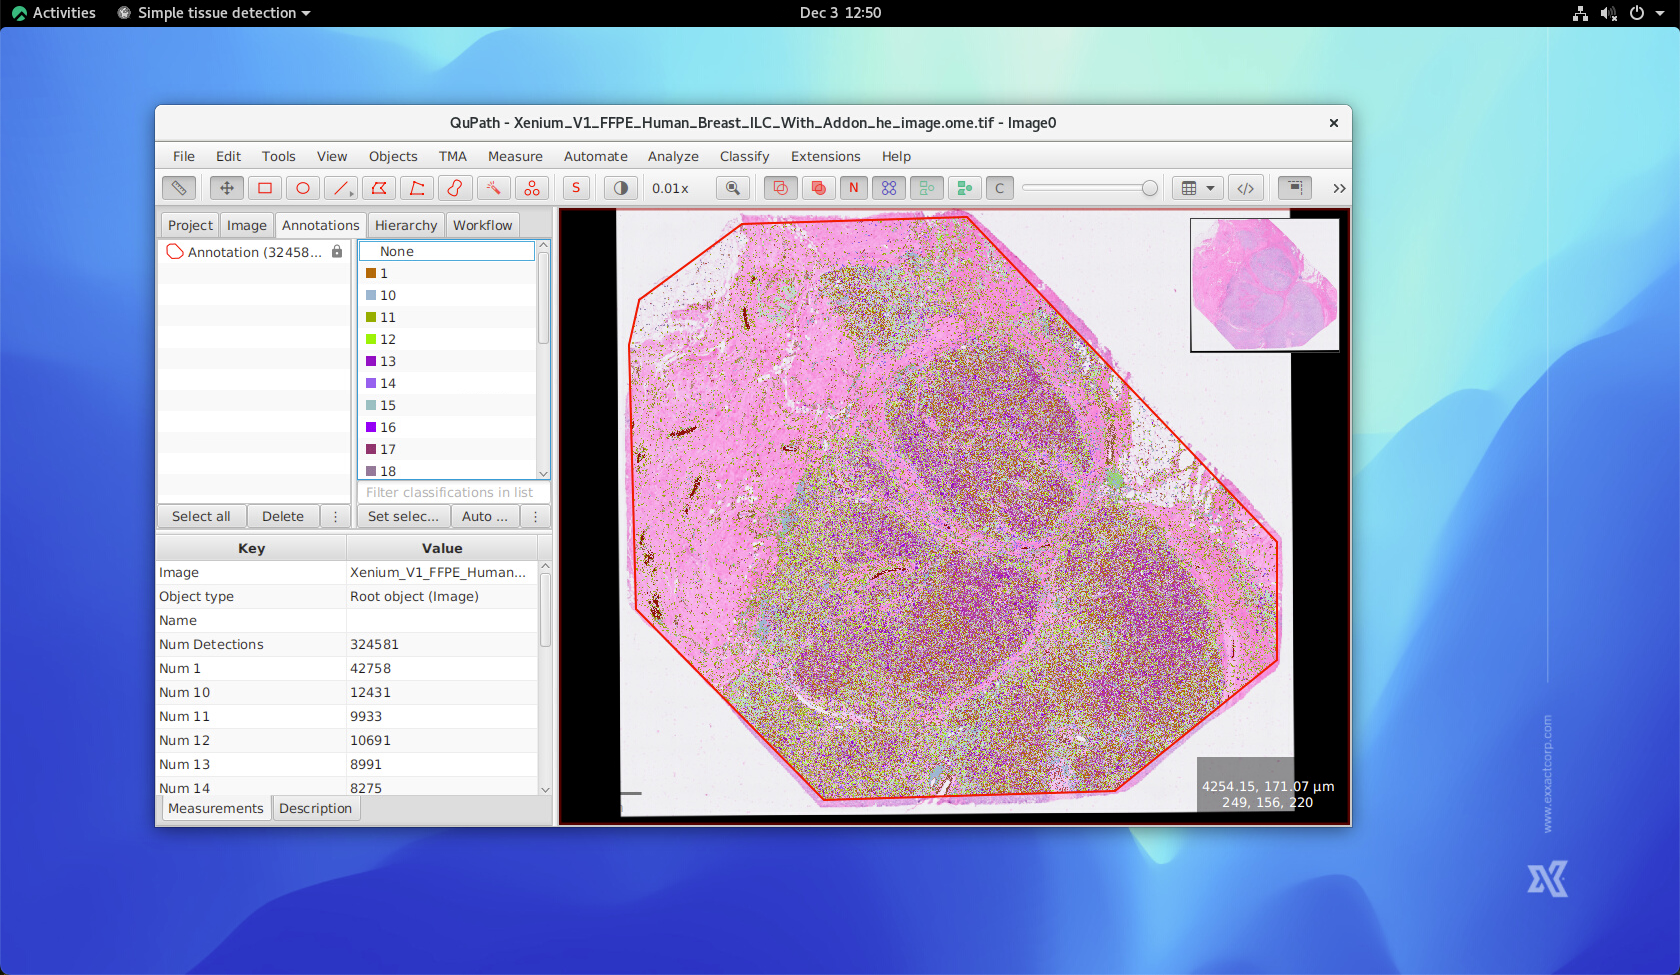 Activities Simple tissue detection Dec 3 12:50
QuPath - Xenium_V1_FFPE_Human_Breast_ILC_With_Addon_he_image.ome.tif - Image0
File Edit Tools View Objects TMA Measure Automate Analyze Classify Extensions Help
S 0.01x N C
Project Image Annotations Hierarchy Workflow
Annotation (32458...
None
1
10
11
12
13
14
15
16
17
18
Filter classifications in list
Select all Delete Set selec... Auto ...
Key Value
Image Xenium_V1_FFPE_Human...
Object type Root object (Image)
Name
Num Detections 324581
Num 1 42758
Num 10 12431
Num 11 9933
Num 12 10691
Num 13 8991
Num 14 8275
Measurements Description
4254.15, 171.07 µm
249, 156, 220
www.exxactcorp.com